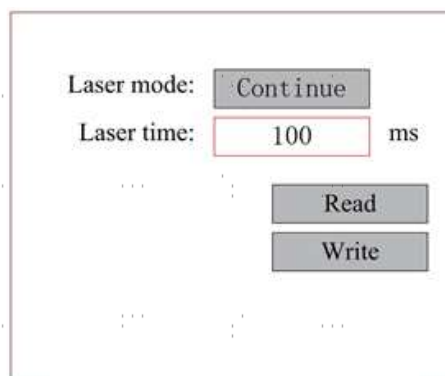 Laser mode: Continue
Laser time: 100 ms
Read
Write